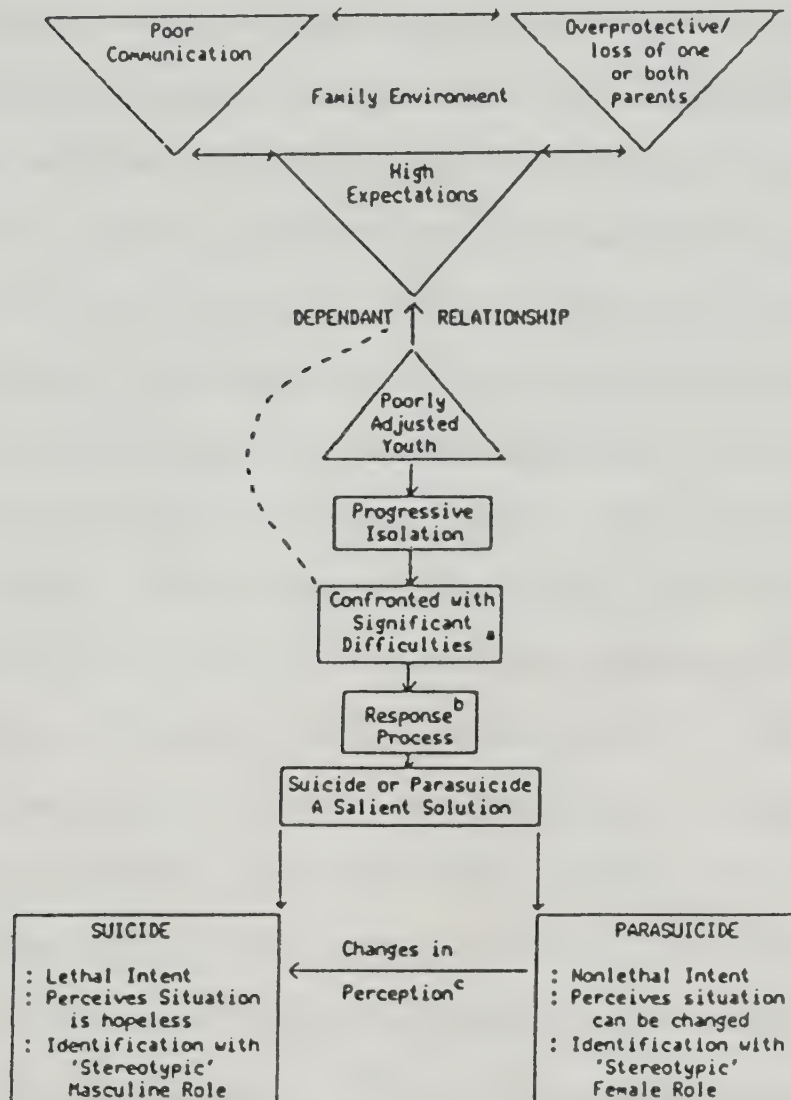 Poor
Communication
Overprotective/
loss of one
or both
parents
Family Environment
High
Expectations
DEPENDANT RELATIONSHIP
Poorly
Adjusted
Youth
Progressive
Isolation
Confronted with
Significant
Difficulties a
Response b
Process
Suicide or Parasuicide
A Salient Solution
SUICIDE
: Lethal Intent
: Perceives Situation
is hopeless
: Identification with
'Stereotypic'
Masculine Role
Changes in
Perception c
PARASUICIDE
: Nonlethal Intent
: Perceives situation
can be changed
: Identification with
'Stereotypic'
Female Role